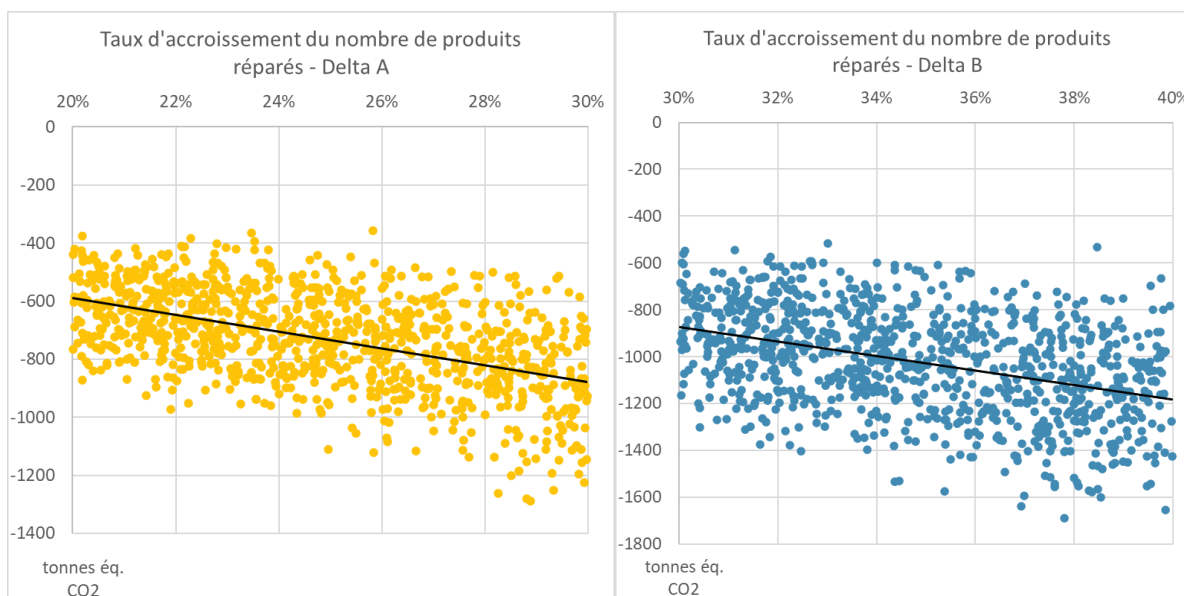 Taux d'accroissement du nombre de produits
réparés - Delta A
20% 22% 24% 26% 28% 30%
0
-200
-400
-600
-800
-1000
-1200
-1400
tonnes éq.
CO2
Taux d'accroissement du nombre de produits
réparés - Delta B
30% 32% 34% 36% 38% 40%
0
-200
-400
-600
-800
-1000
-1200
-1400
-1600
-1800
tonnes éq.
CO2